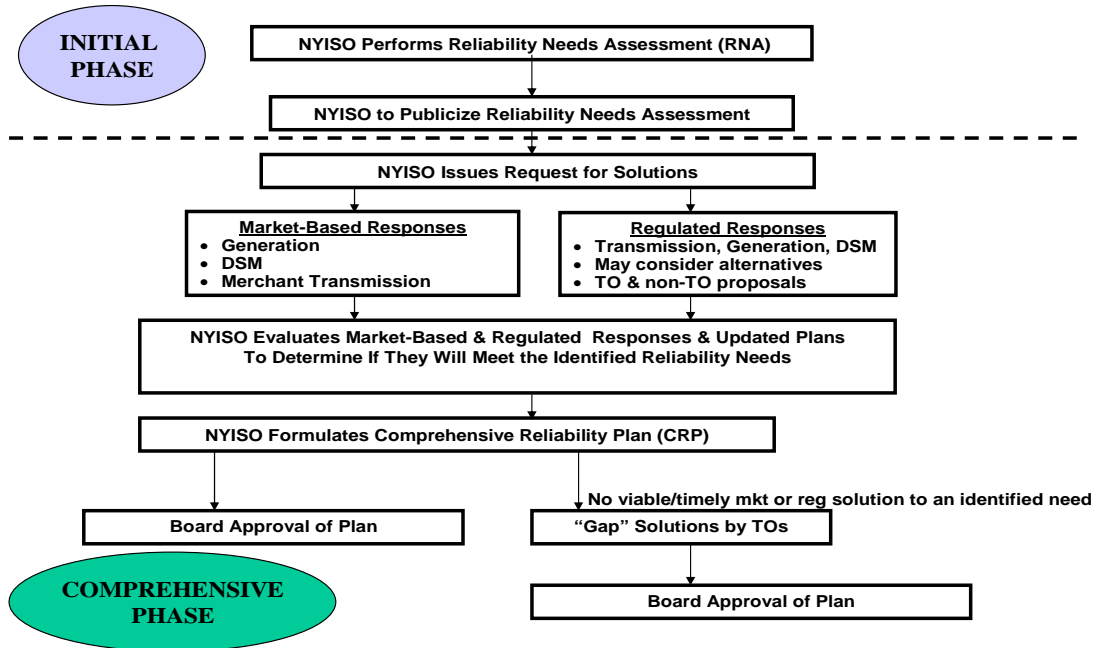 INITIAL
PHASE
NYISO Performs Reliability Needs Assessment (RNA)
NYISO to Publicize Reliability Needs Assessment
NYISO Issues Request for Solutions
Market-Based Responses
• Generation
• DSM
• Merchant Transmission
Regulated Responses
• Transmission, Generation, DSM
• May consider alternatives
• TO & non-TO proposals
NYISO Evaluates Market-Based & Regulated Responses & Updated Plans
To Determine If They Will Meet the Identified Reliability Needs
NYISO Formulates Comprehensive Reliability Plan (CRP)
No viable/timely mkt or reg solution to an identified need
Board Approval of Plan
“Gap” Solutions by TOs
COMPREHENSIVE
PHASE
Board Approval of Plan